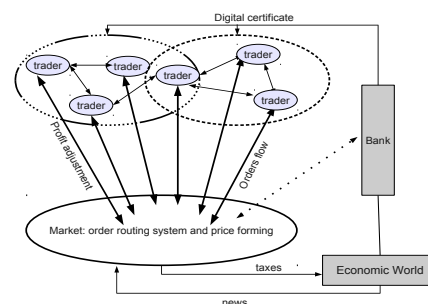 Digital certificate
trader
trader
trader
trader
trader
trader
Profit adjustment
Orders flow
Bank
Market: order routing system and price forming
taxes
Economic World
news